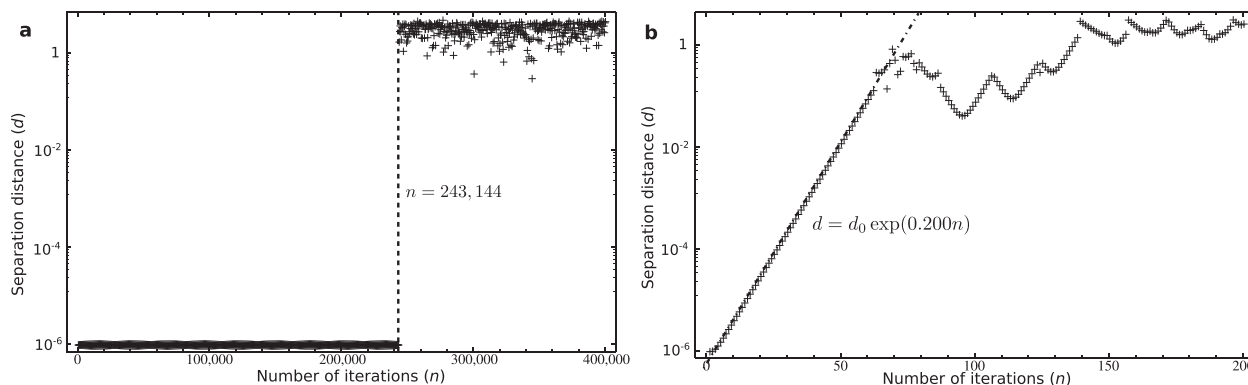 a
Separation distance (d)
1
10-2
10-4
10-6
n = 243,144
0
100,000
200,000
300,000
400,000
Number of iterations (n)
b
Separation distance (d)
1
10-2
10-4
10-6
d = d0 exp(0.200n)
0
50
100
150
Number of iterations (n)